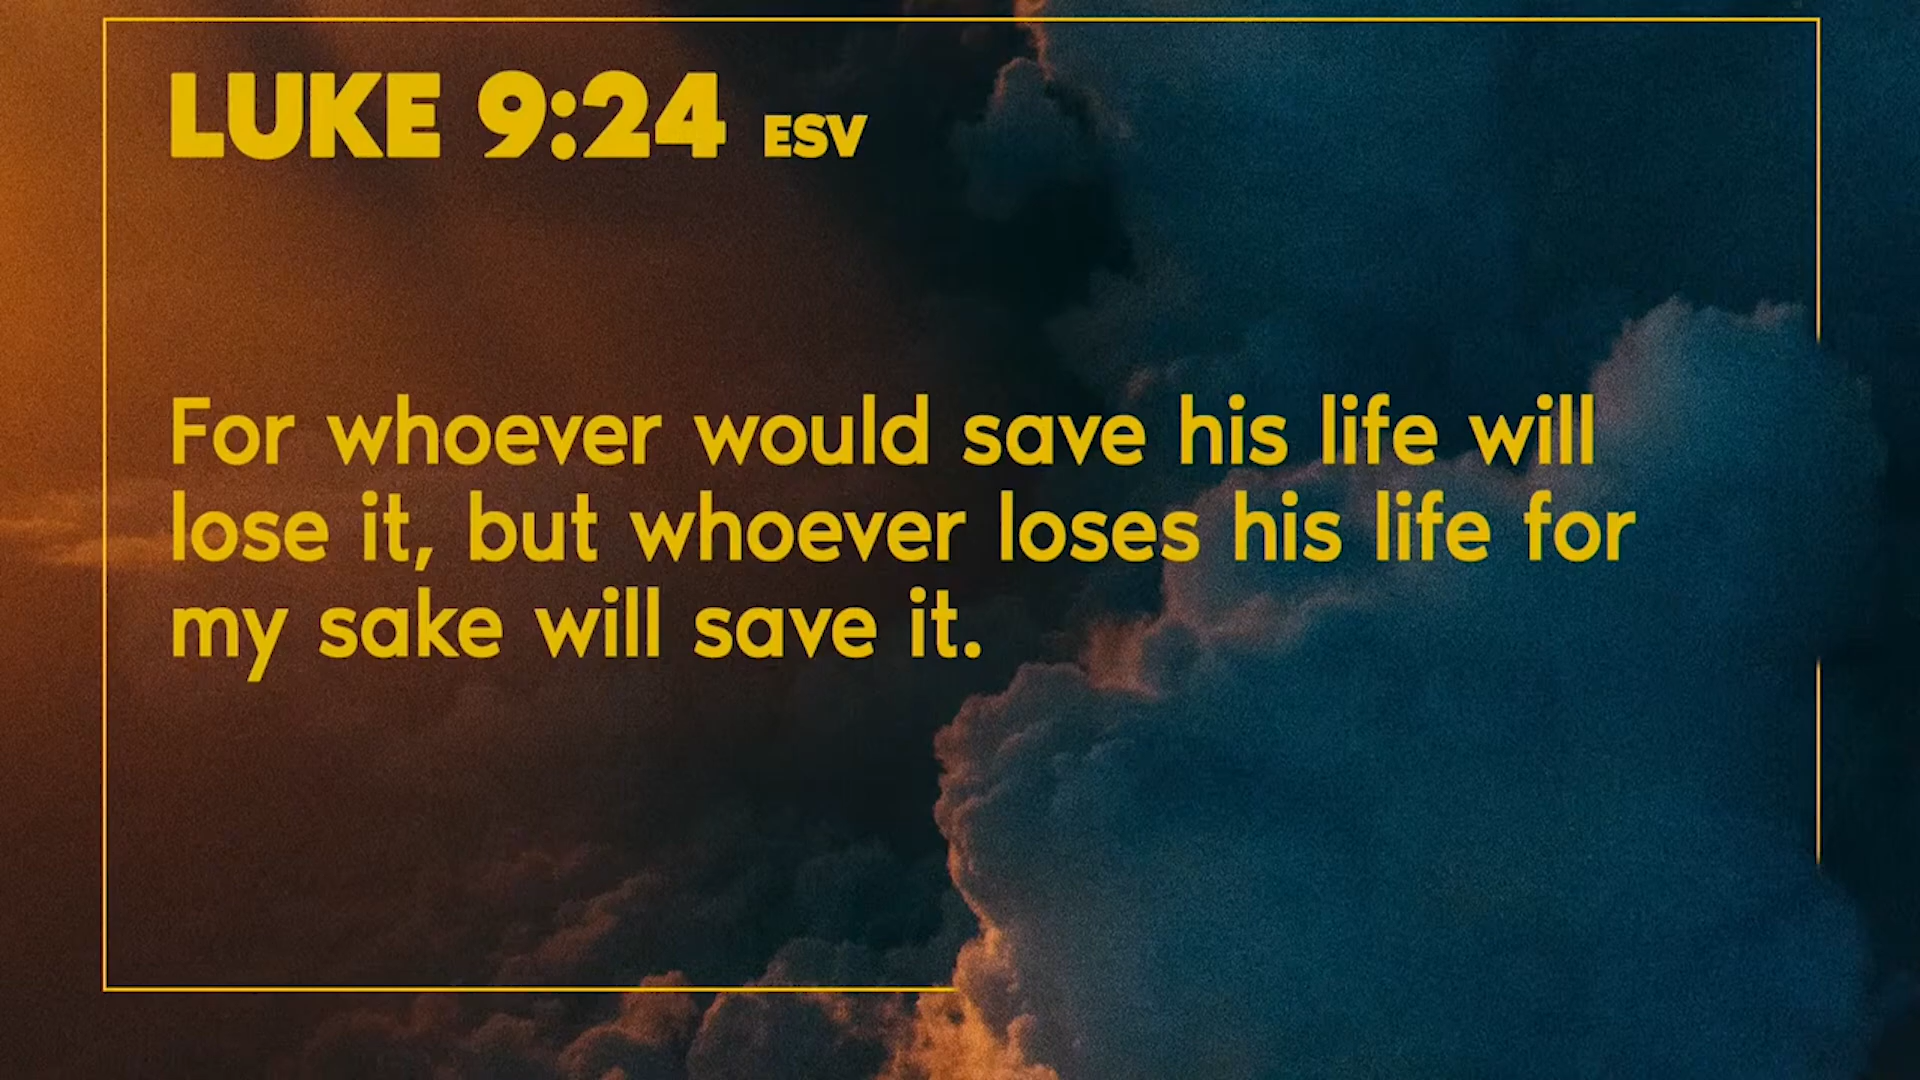 LUKE 9:24 ESV
For whoever would save his life will
lose it, but whoever loses his life for
my sake will save it.